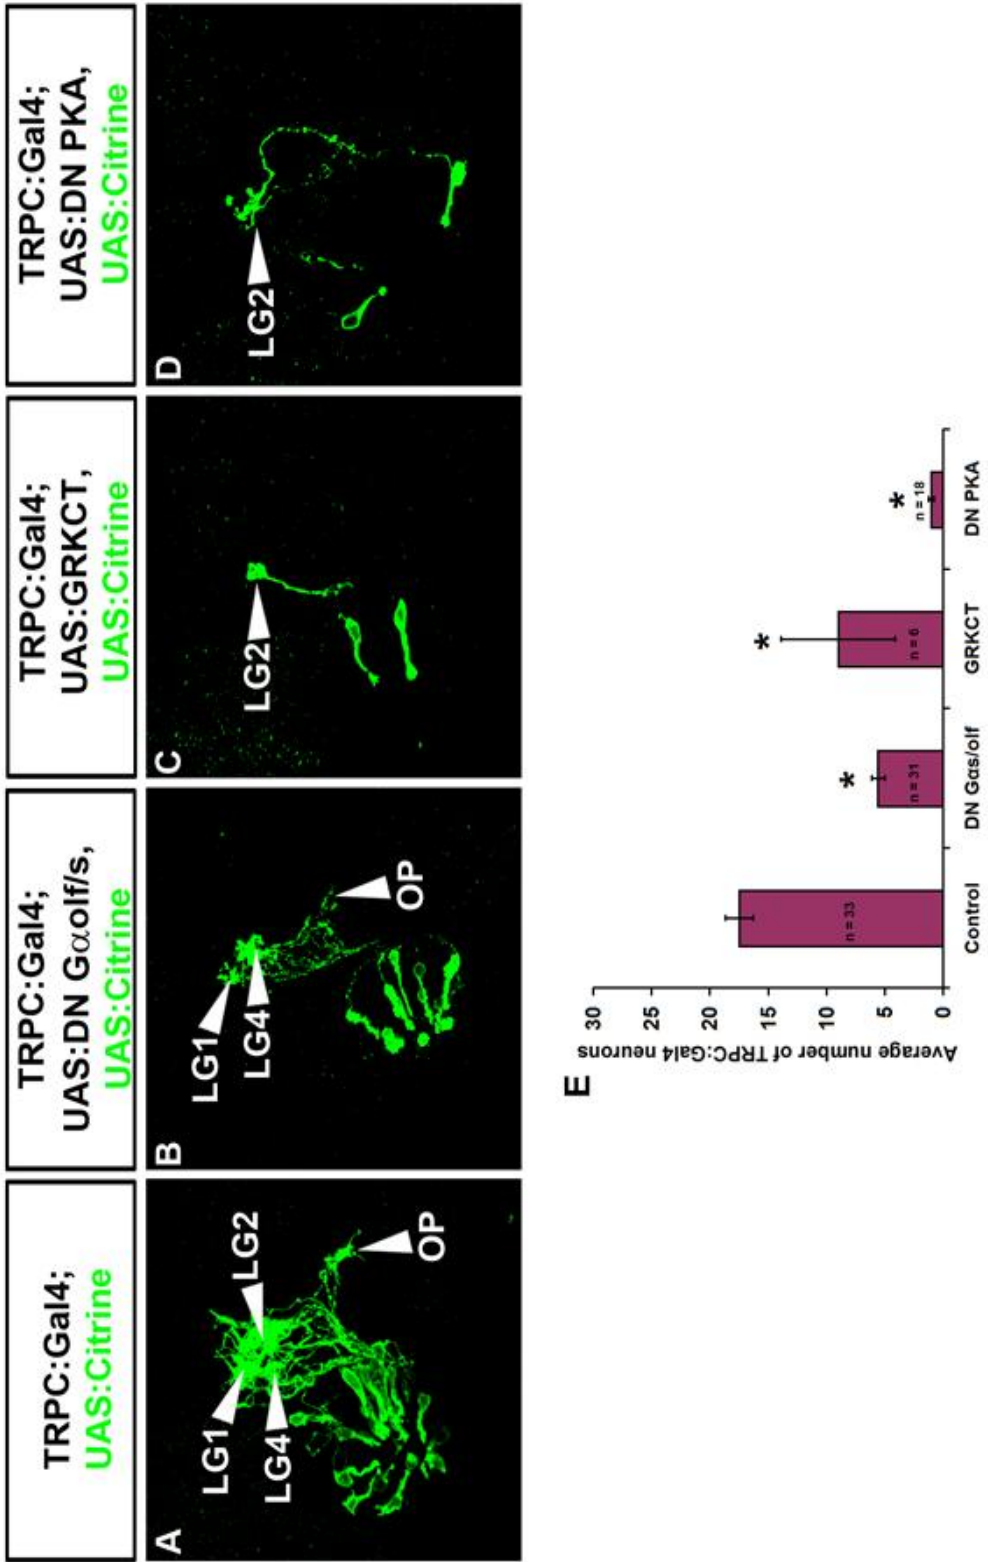 TRPC:Gal4;
UAS:Citrine
TRPC:Gal4;
UAS:DN Gαolf/s,
UAS:Citrine
TRPC:Gal4;
UAS:GRKCT,
UAS:Citrine
TRPC:Gal4;
UAS:DN PKA,
UAS:Citrine
A
LG1
LG2
LG4
OP
B
LG1
LG4
OP
C
LG2
D
LG2
E
Average number of TRPC:Gal4 neurons
30
25
20
15
10
5
0
n = 33
*
n = 31
*
n = 6
*
n = 18
Control
DN Gαs/olf
GRKCT
DN PKA